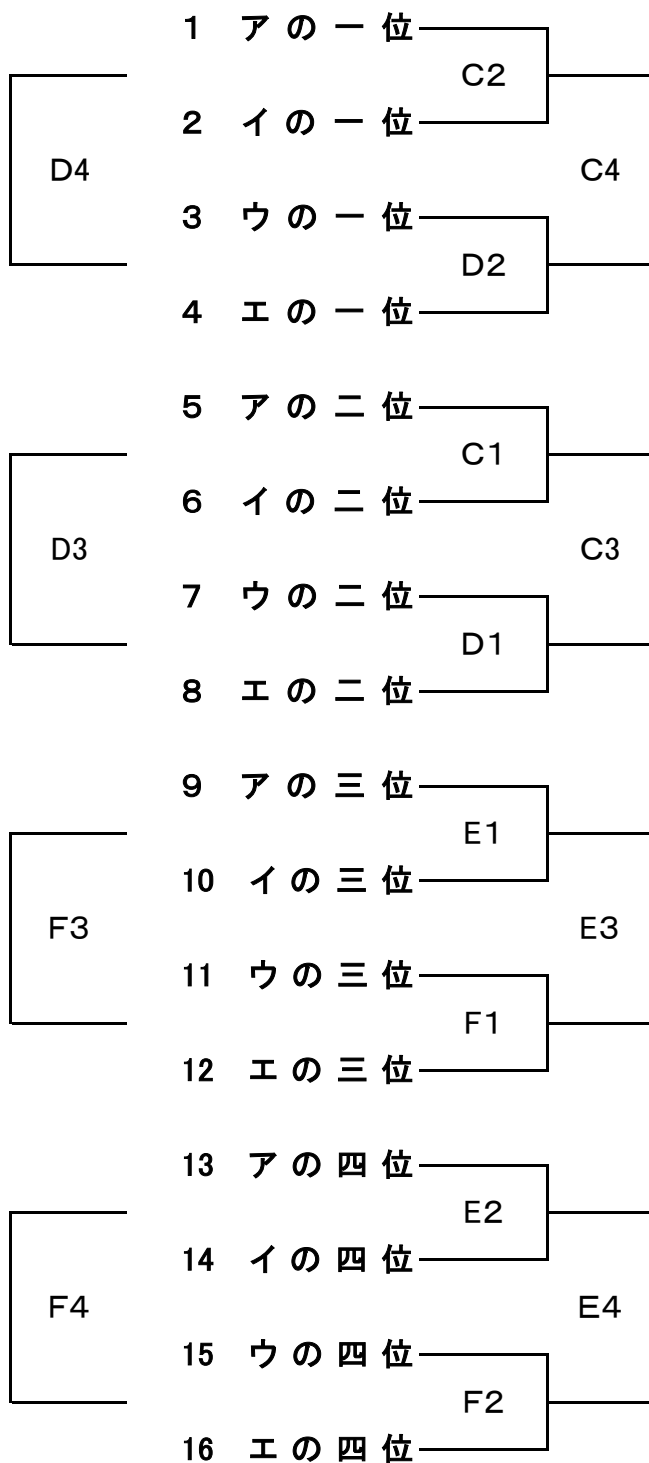 1 アの一位
C2
2 イの一位
D4
C4
3 ウの一位
D2
4 エの一位
5 アの二位
C1
6 イの二位
D3
C3
7 ウの二位
D1
8 エの二位
9 アの三位
E1
10 イの三位
F3
E3
11 ウの三位
F1
12 エの三位
13 アの四位
E2
14 イの四位
F4
E4
15 ウの四位
F2
16 エの四位